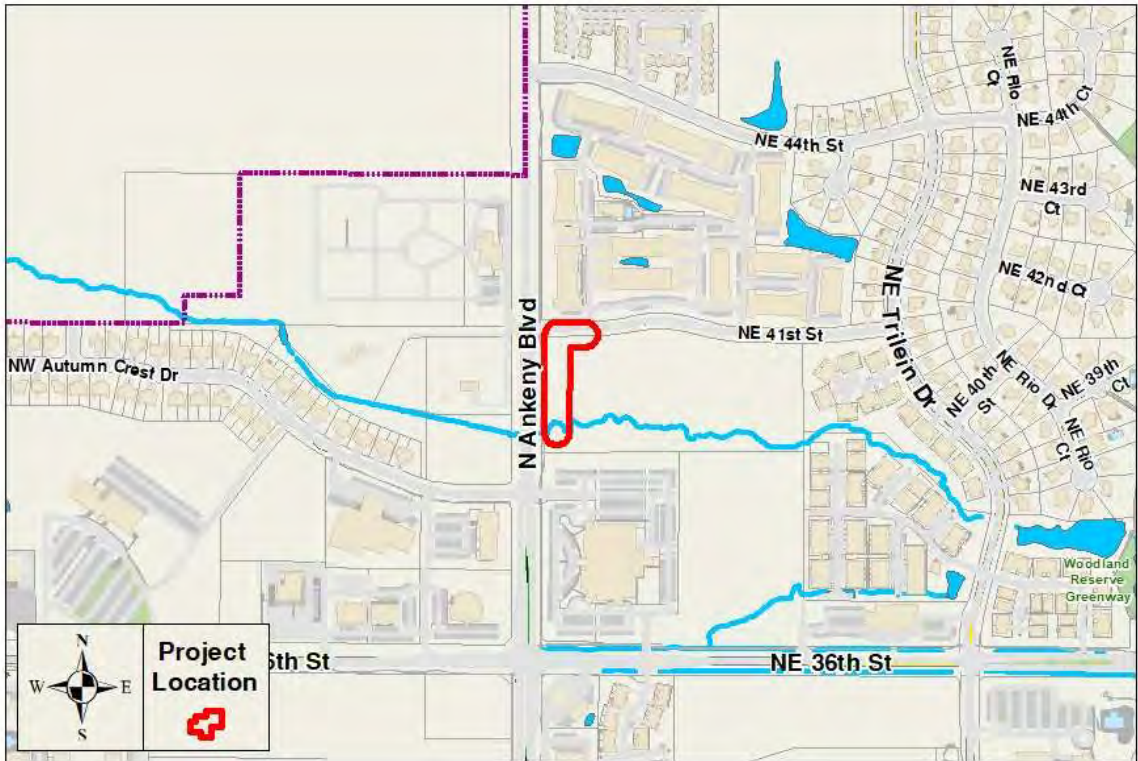 NE Rio
Ct
NE 44th Ct
NE 44th St
NE 43rd
Ct
NE 42nd Ct
N Ankeny Blvd
NE 41st St
NE Trilein Dr
NW Autumn Crest Dr
NE 40th
St
NE Rio Dr
NE 39th
Ct
NE Rio
Ct
Woodland
Reserve
Greenway
N
W
E
S
Project
Location
6th St
NE 36th St